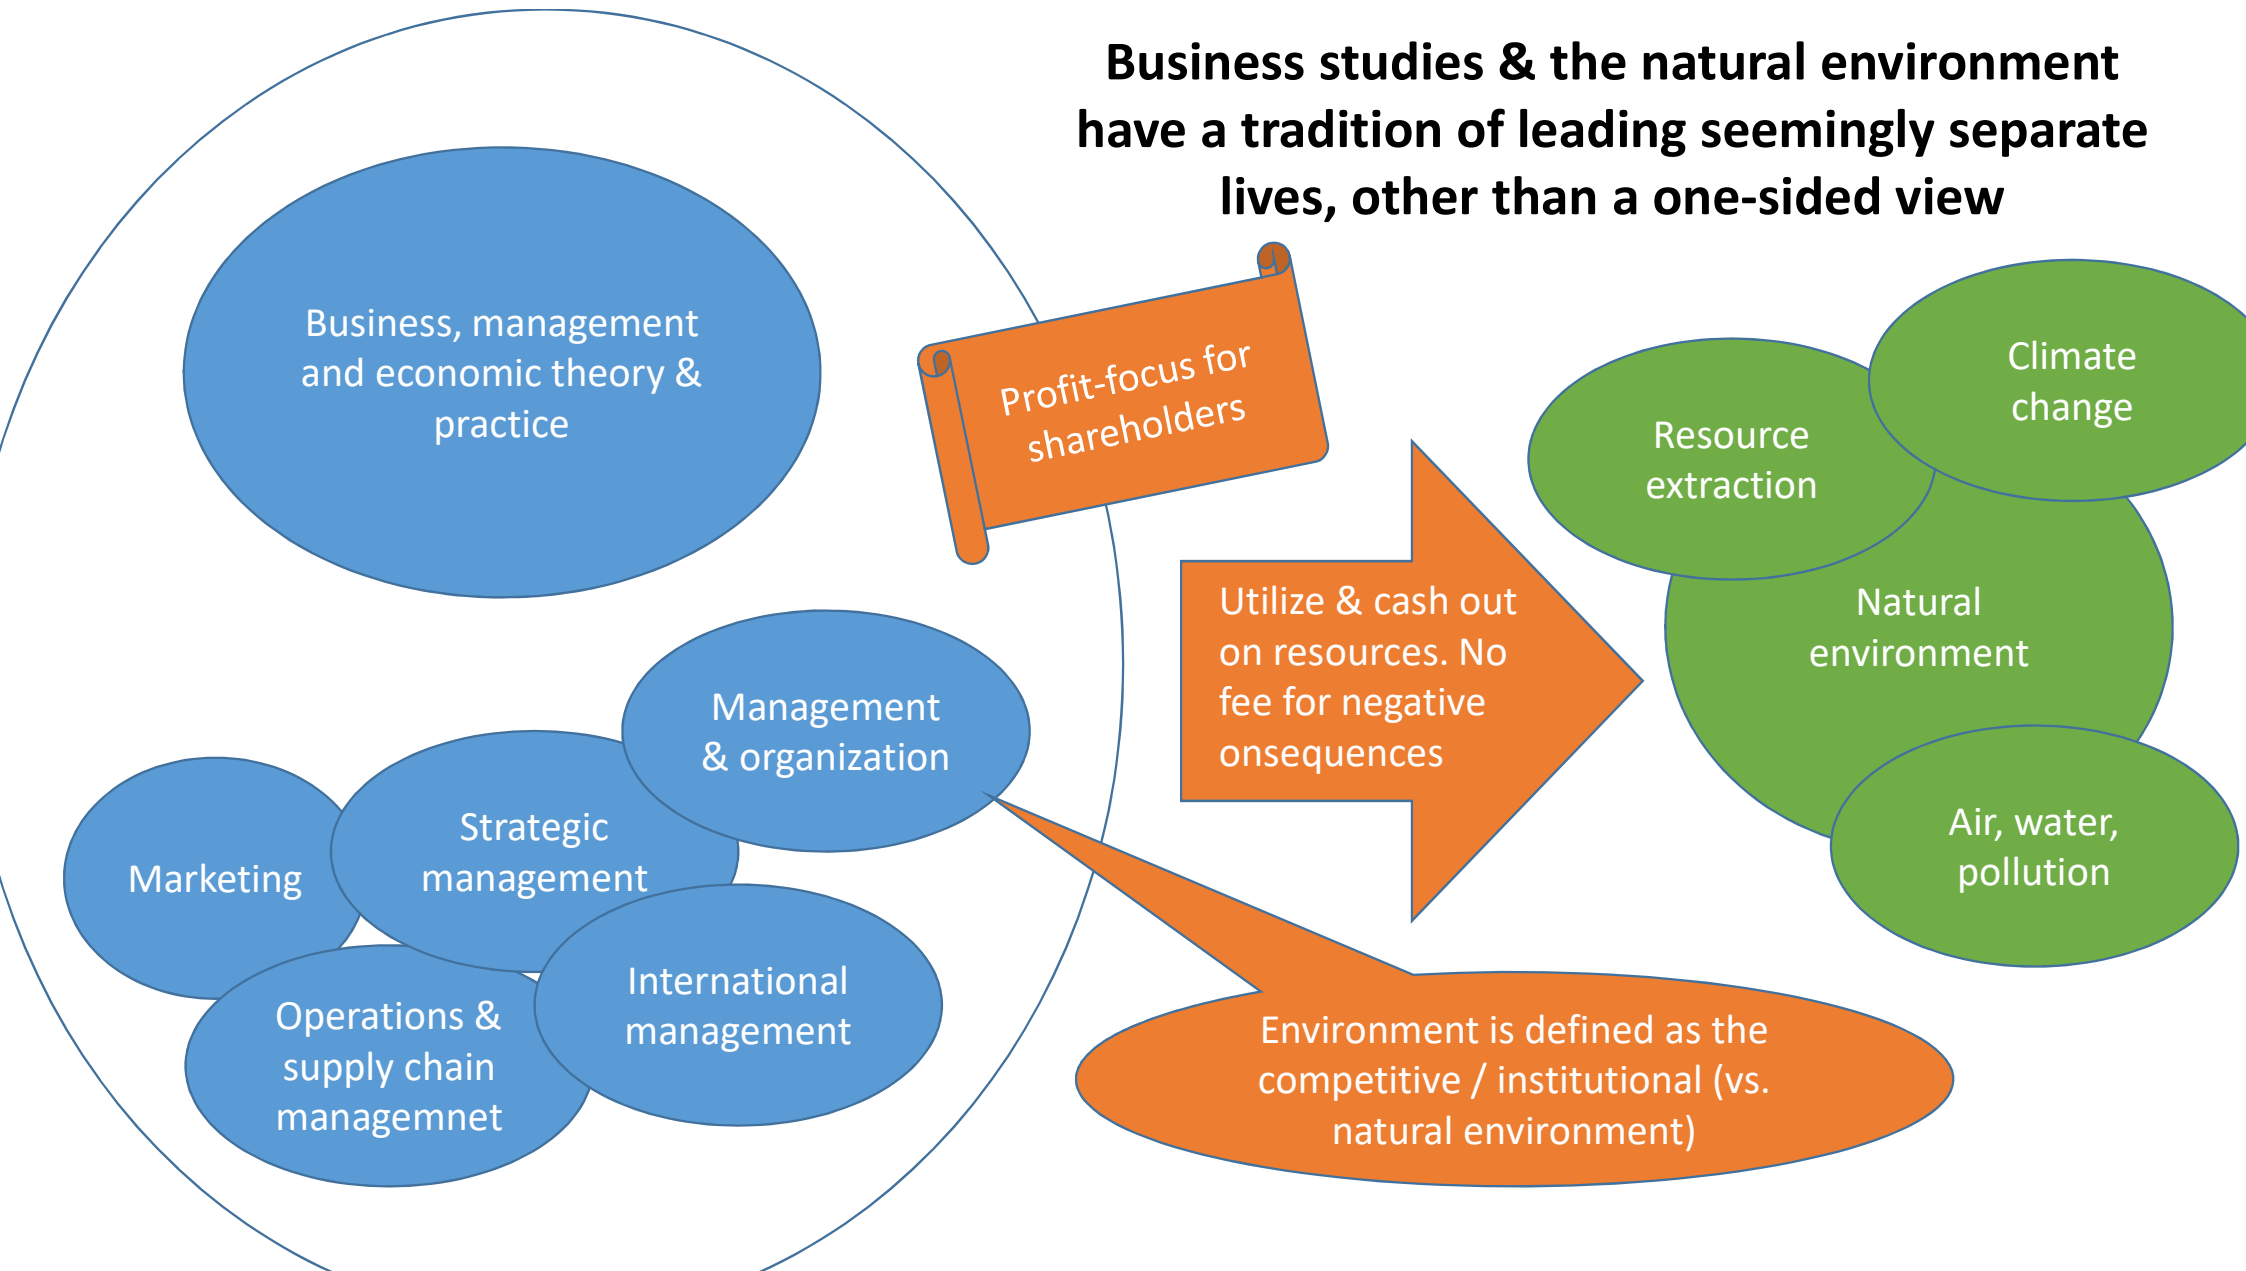 Business studies & the natural environment
have a tradition of leading seemingly separate
lives, other than a one-sided view
Business, management
and economic theory &
practice
Profit-focus for
shareholders
Climate
change
Resource
extraction
Utilize & cash out
on resources. No
fee for negative
onsequences
Natural
environment
Management
& organization
Strategic
management
Marketing
Air, water,
pollution
International
management
Operations &
supply chain
managemnet
Environment is defined as the
competitive / institutional (vs.
natural environment)